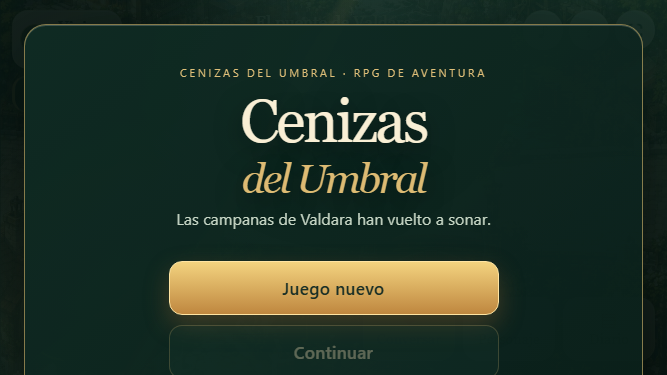 CENIZAS DEL UMBRAL · RPG DE AVENTURA
Cenizas
del Umbral
Las campanas de Valdara han vuelto a sonar.
Juego nuevo
Continuar